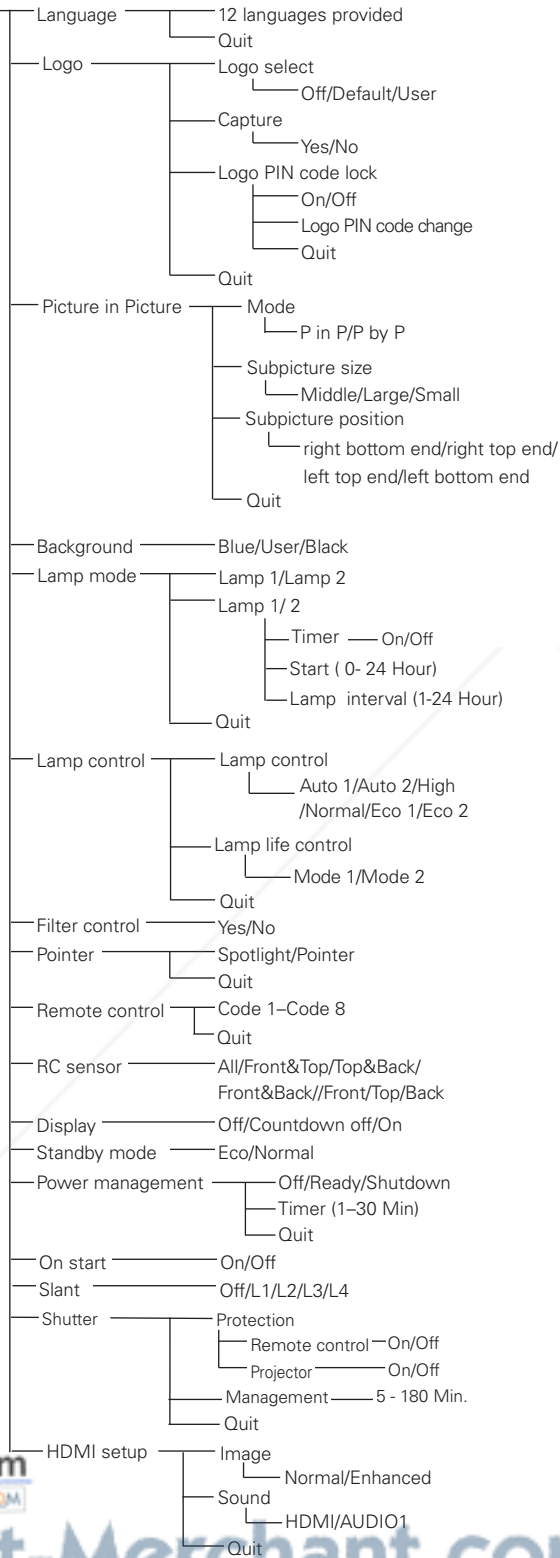 Language 12 languages provided
Quit
Logo Logo select
Off/Default/User
Capture
Yes/No
Logo PIN code lock
On/Off
Logo PIN code change
Quit
Quit
Picture in Picture Mode
P in P/P by P
Subpicture size
Middle/Large/Small
Subpicture position
right bottom end/right top end/
left top end/left bottom end
Quit
Background Blue/User/Black
Lamp mode Lamp 1/Lamp 2
Lamp 1/ 2
Timer On/Off
Start ( 0- 24 Hour)
Lamp interval (1-24 Hour)
Quit
Lamp control Lamp control
Auto 1/Auto 2/High
/Normal/Eco 1/Eco 2
Lamp life control
Mode 1/Mode 2
Quit
Filter control Yes/No
Pointer Spotlight/Pointer
Quit
Remote control Code 1–Code 8
Quit
RC sensor All/Front&Top/Top&Back/
Front&Back//Front/Top/Back
Display Off/Countdown off/On
Standby mode Eco/Normal
Power management Off/Ready/Shutdown
Timer (1–30 Min)
Quit
On start On/Off
Slant Off/L1/L2/L3/L4
Shutter Protection
Remote control On/Off
Projector On/Off
Management 5 - 180 Min.
Quit
HDMI setup Image
Normal/Enhanced
Sound
HDMI/AUDIO1
Quit